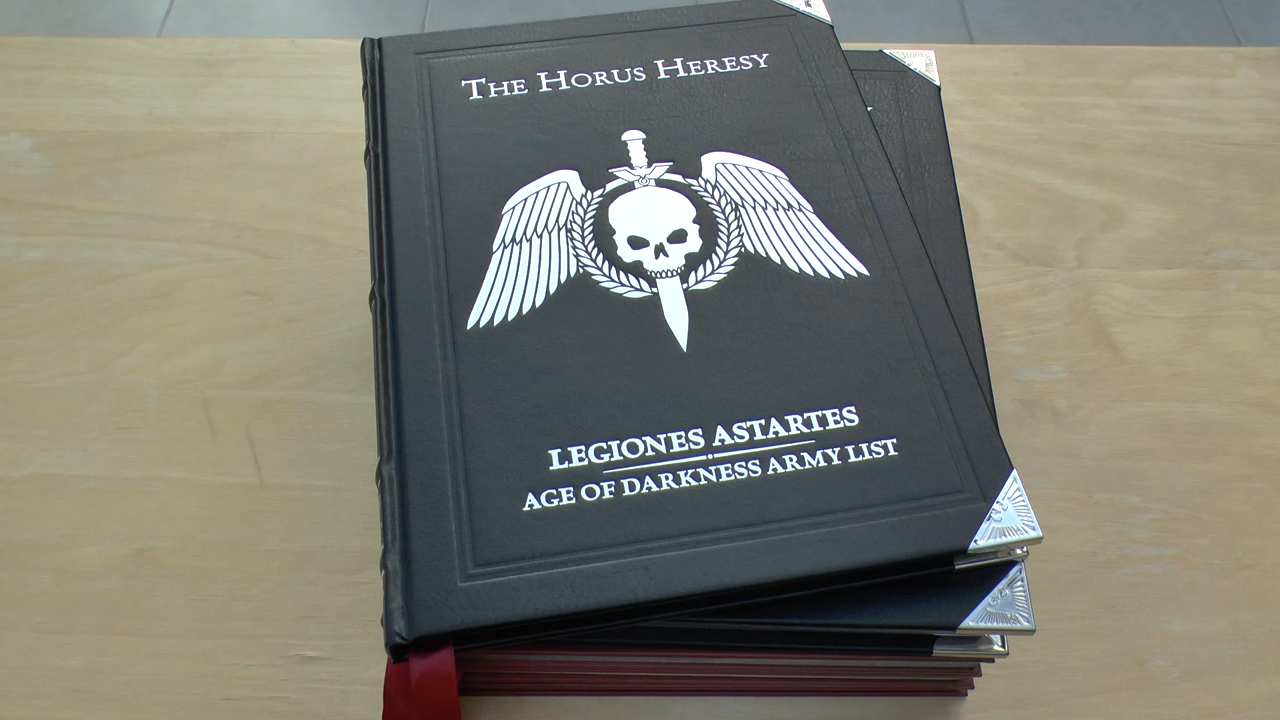 THE HORUS HERESY
LEGIONES ASTARTES
AGE OF DARKNESS ARMY LIST